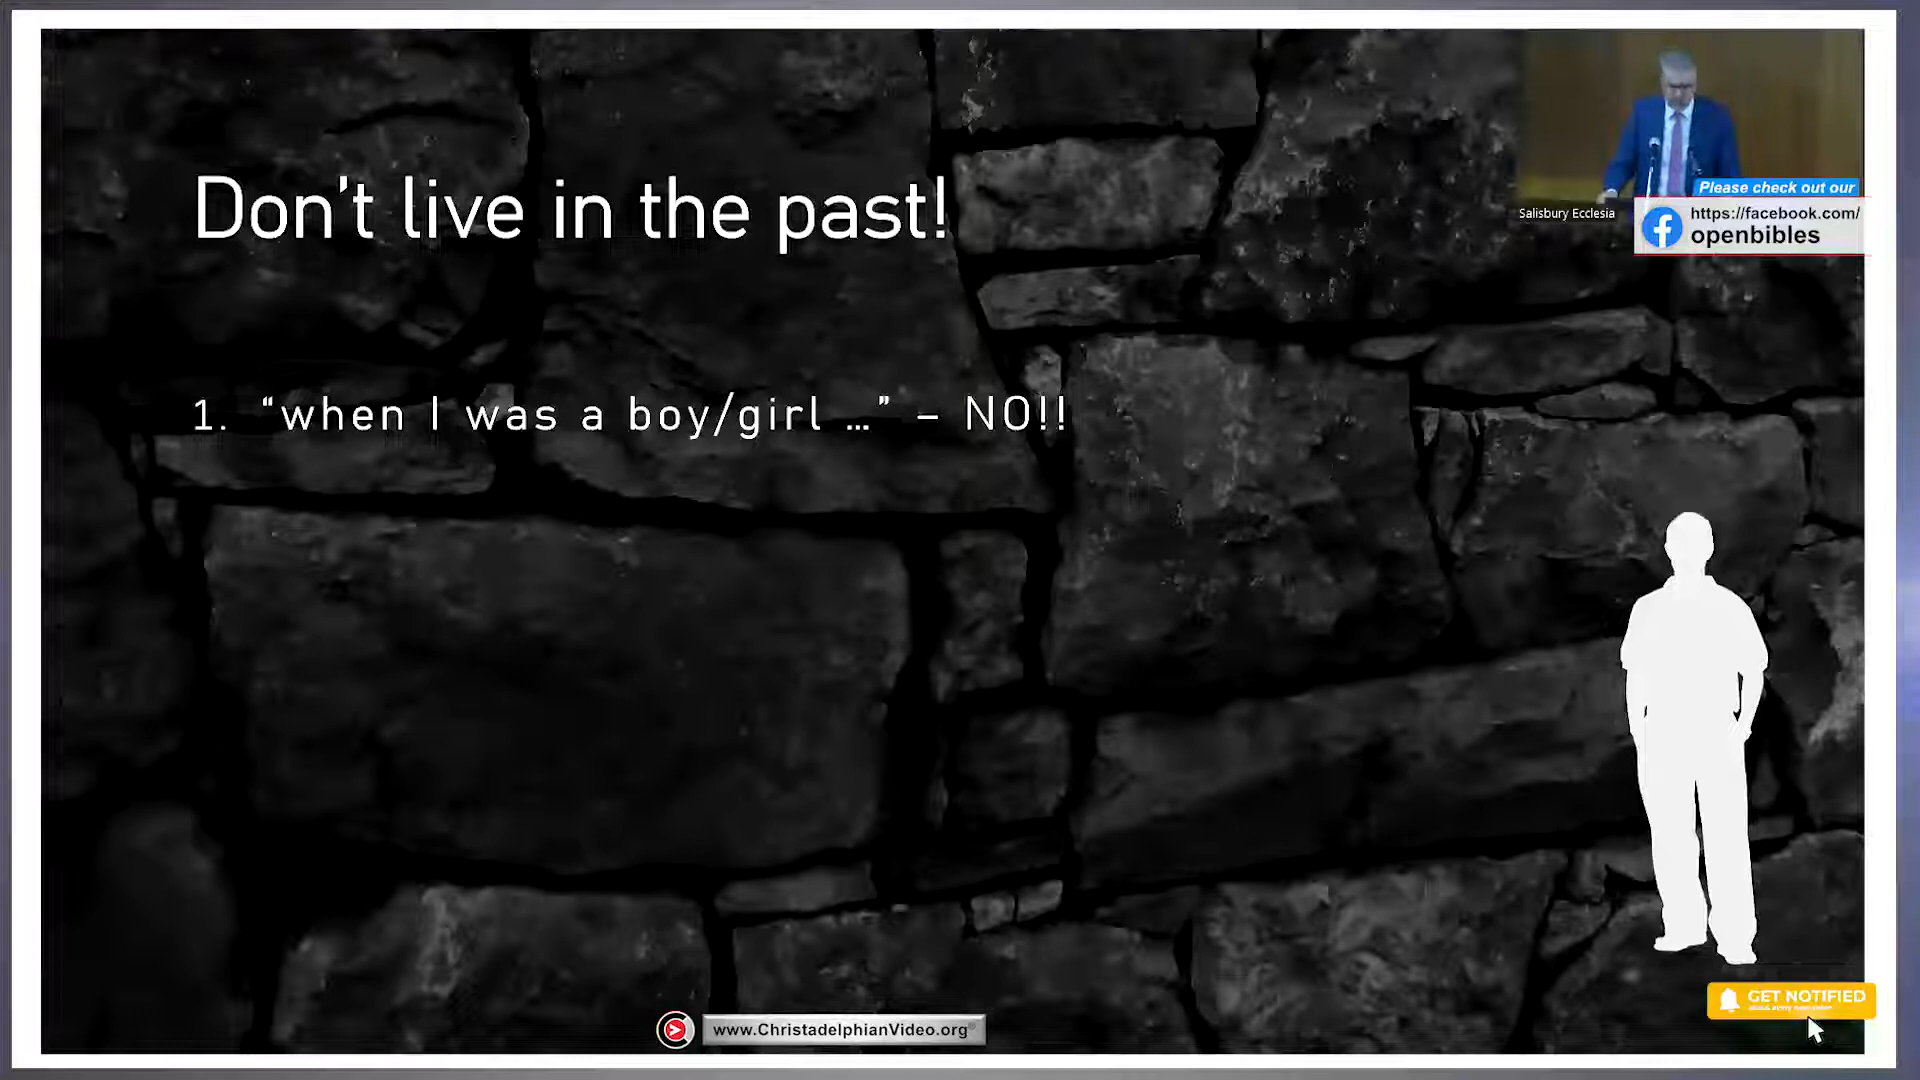 Don't live in the past!
1. “when I was a boy/girl …” – NO!!
Salisbury Ecclesia
Please check out our
https://facebook.com/
openbibles
GET NOTIFIED
www.ChristadelphianVideo.org